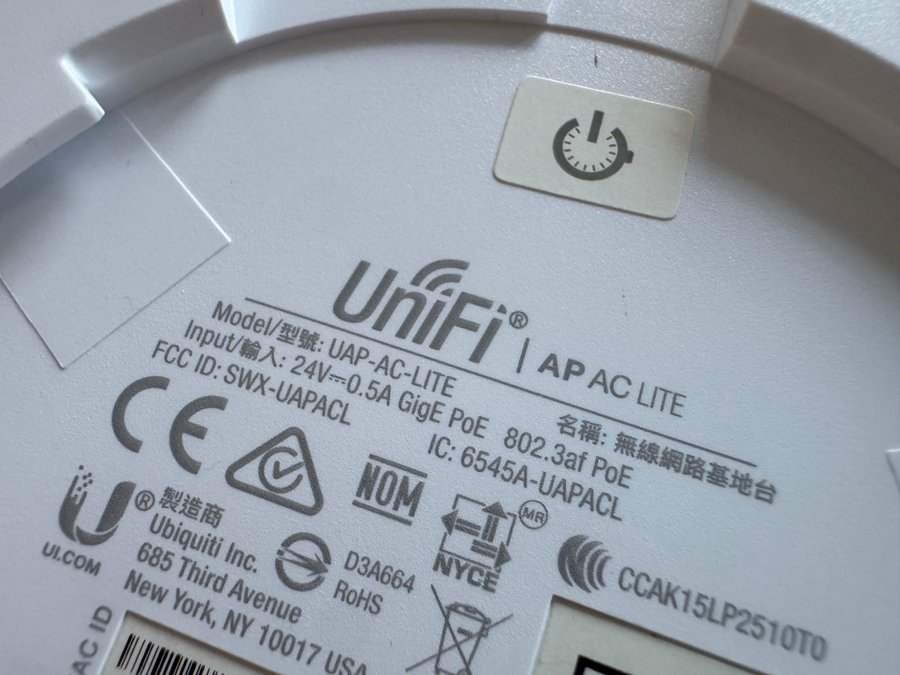 UniFi® | AP AC LITE
Model/型號: UAP-AC-LITE 名稱: 無線網路基地台
Input/輸入: 24V⎓0.5A GigE PoE 802.3af PoE
FCC ID: SWX-UAPACL IC: 6545A-UAPACL
CE
NOM
NYCE
MR
U®
UI.COM
製造商
Ubiquiti Inc.
685 Third Avenue
New York, NY 10017 USA
D3A664
RoHS
CCAK15LP2510T0
AC ID